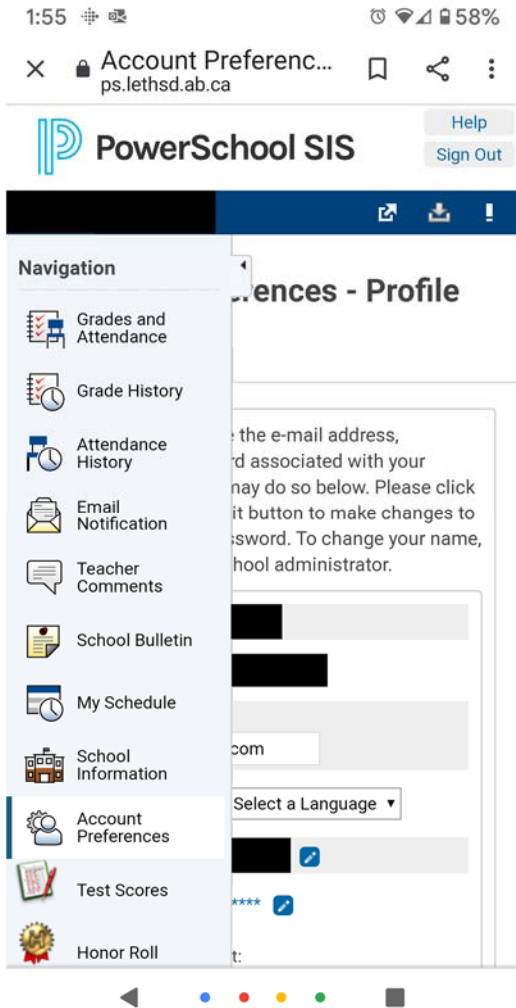 1:55
58%
Account Preferenc...
ps.lethsd.ab.ca
PowerSchool SIS
Help
Sign Out
Navigation
Grades and
Attendance
Grade History
Attendance
History
Email
Notification
Teacher
Comments
School Bulletin
My Schedule
School
Information
Account
Preferences
Test Scores
Honor Roll
rences - Profile
the e-mail address,
rd associated with your
may do so below. Please click
it button to make changes to
ssword. To change your name,
hool administrator.
com
Select a Language
****
t: